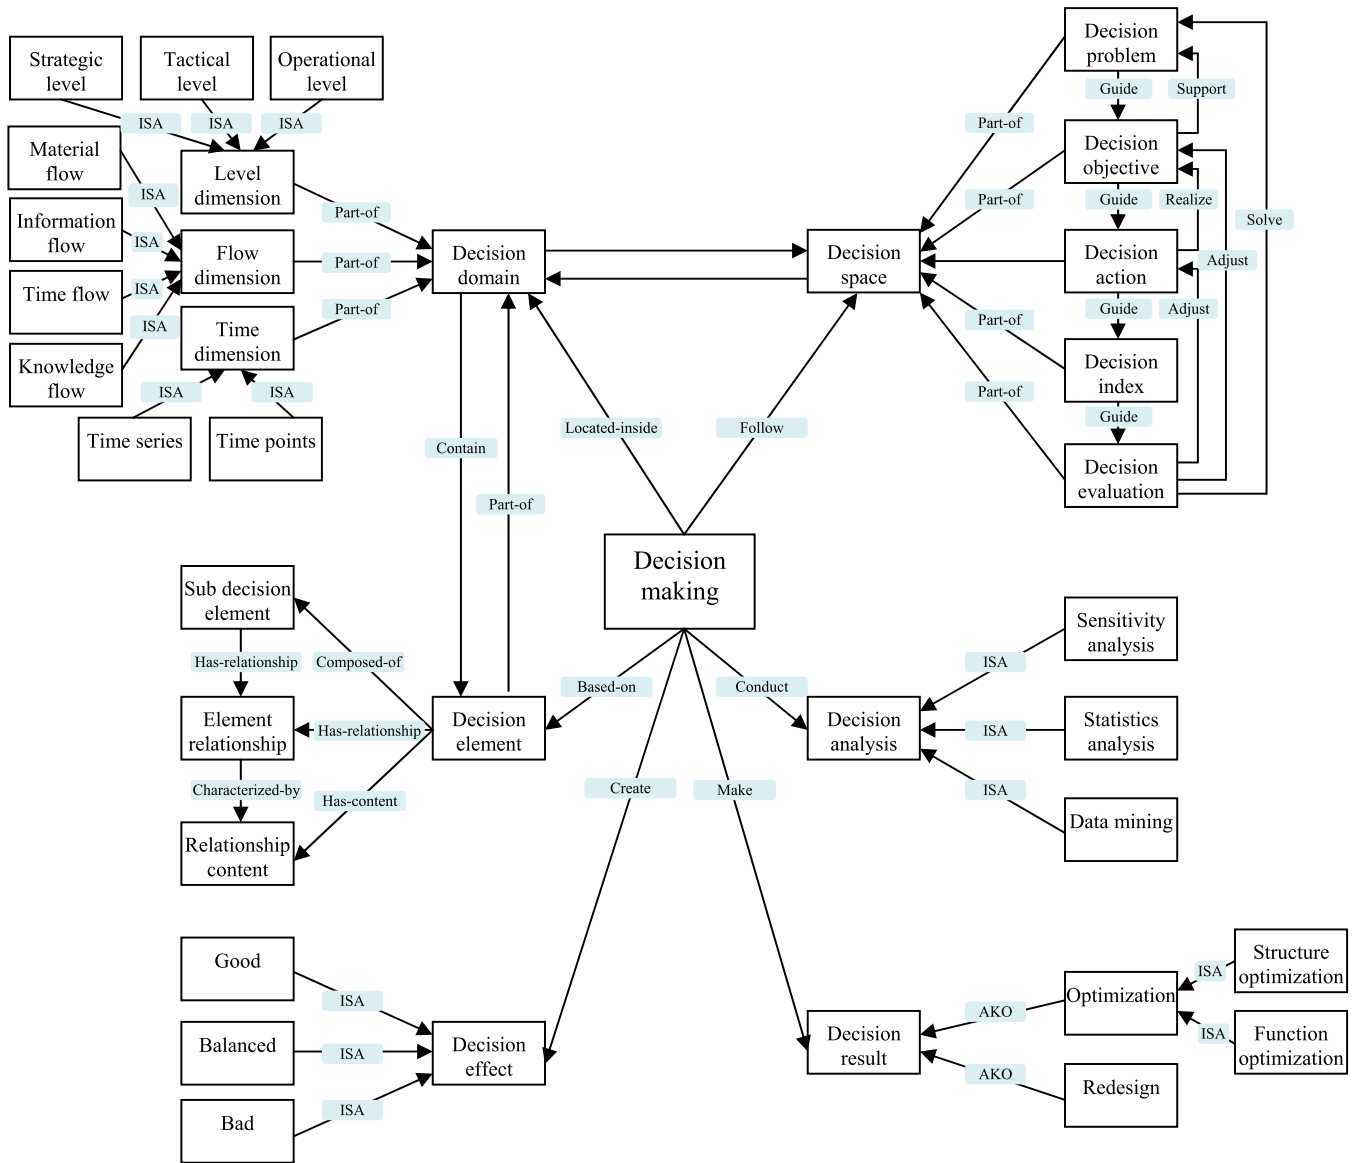 Strategic
level
Tactical
level
Operational
level
ISA
ISA
ISA
Material
flow
Level
dimension
ISA
Information
flow
ISA
Flow
dimension
Time flow
ISA
Time
dimension
ISA
Knowledge
flow
ISA
ISA
Time series
Time points
Part-of
Part-of
Part-of
Decision
domain
Decision
space
Decision
problem
Guide
Support
Part-of
Decision
objective
Part-of
Guide
Realize
Solve
Decision
action
Adjust
Part-of
Guide
Adjust
Decision
index
Part-of
Guide
Decision
evaluation
Contain
Part-of
Located-inside
Follow
Decision
making
Sub decision
element
Has-relationship
Composed-of
Element
relationship
Has-relationship
Decision
element
Based-on
Conduct
Characterized-by
Has-content
Relationship
content
Decision
analysis
ISA
Sensitivity
analysis
ISA
Statistics
analysis
ISA
Data mining
Create
Make
Good
ISA
Balanced
ISA
Decision
effect
Bad
ISA
Decision
result
AKO
Optimization
ISA
Structure
optimization
ISA
Function
optimization
AKO
Redesign